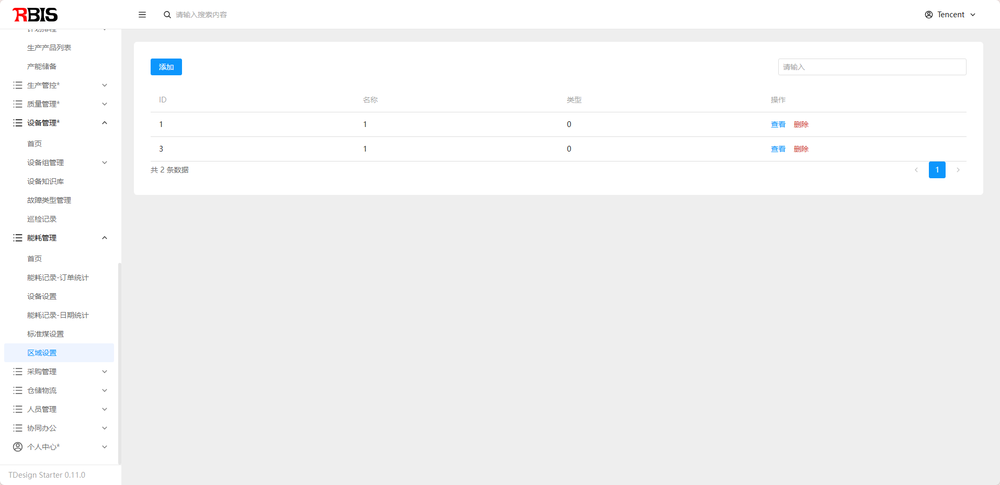 RBIS
请输入搜索内容
Tencent
计划排程
生产产品列表
产能储备
生产管控*
质量管理*
设备管理*
首页
设备组管理
设备知识库
故障类型管理
巡检记录
能耗管理
首页
能耗记录-订单统计
设备设置
能耗记录-日期统计
标准煤设置
区域设置
采购管理
仓储物流
人员管理
协同办公
个人中心*
TDesign Starter 0.11.0
添加
请输入
ID 名称 类型 操作
1 1 0 查看 删除
3 1 0 查看 删除
共 2 条数据
1